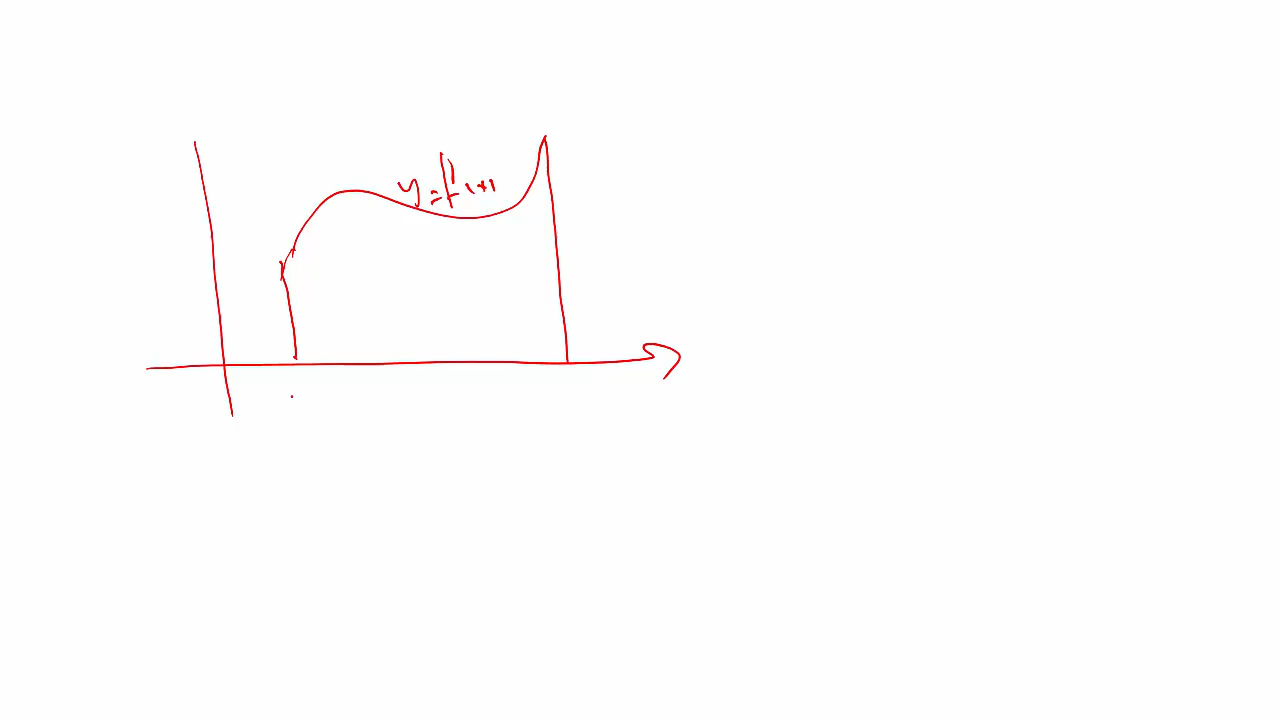 y = f(x)